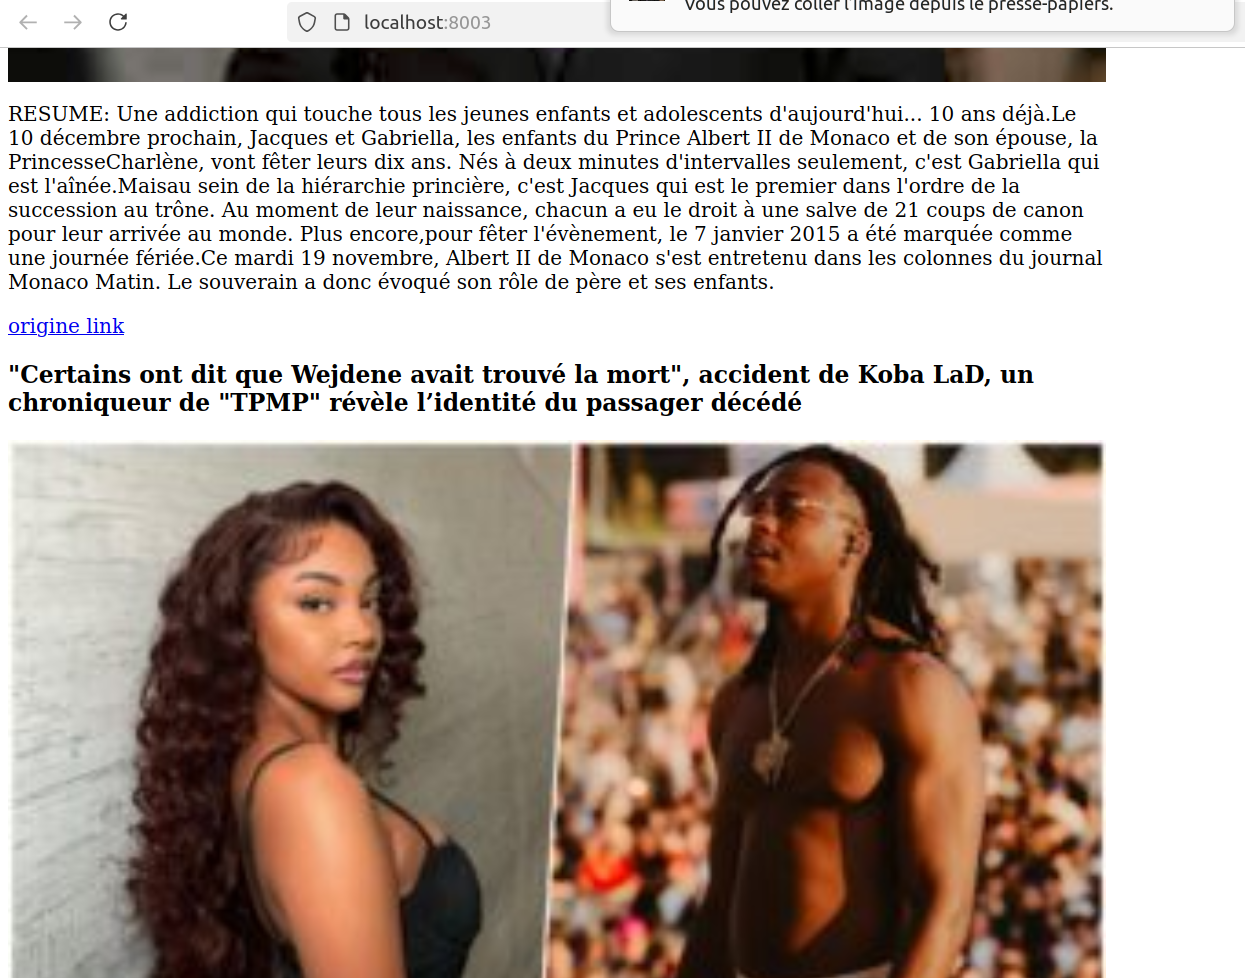 vous pouvez coller l'image depuis le presse-papiers.
localhost:8003
RESUME: Une addiction qui touche tous les jeunes enfants et adolescents d'aujourd'hui... 10 ans déjà.Le
10 décembre prochain, Jacques et Gabriella, les enfants du Prince Albert II de Monaco et de son épouse, la
PrincesseCharlène, vont fêter leurs dix ans. Nés à deux minutes d'intervalles seulement, c'est Gabriella qui
est l'aînée.Maisau sein de la hiérarchie princière, c'est Jacques qui est le premier dans l'ordre de la
succession au trône. Au moment de leur naissance, chacun a eu le droit à une salve de 21 coups de canon
pour leur arrivée au monde. Plus encore,pour fêter l'évènement, le 7 janvier 2015 a été marquée comme
une journée fériée.Ce mardi 19 novembre, Albert II de Monaco s'est entretenu dans les colonnes du journal
Monaco Matin. Le souverain a donc évoqué son rôle de père et ses enfants.
origine link
"Certains ont dit que Wejdene avait trouvé la mort", accident de Koba LaD, un
chroniqueur de "TPMP" révèle l’identité du passager décédé